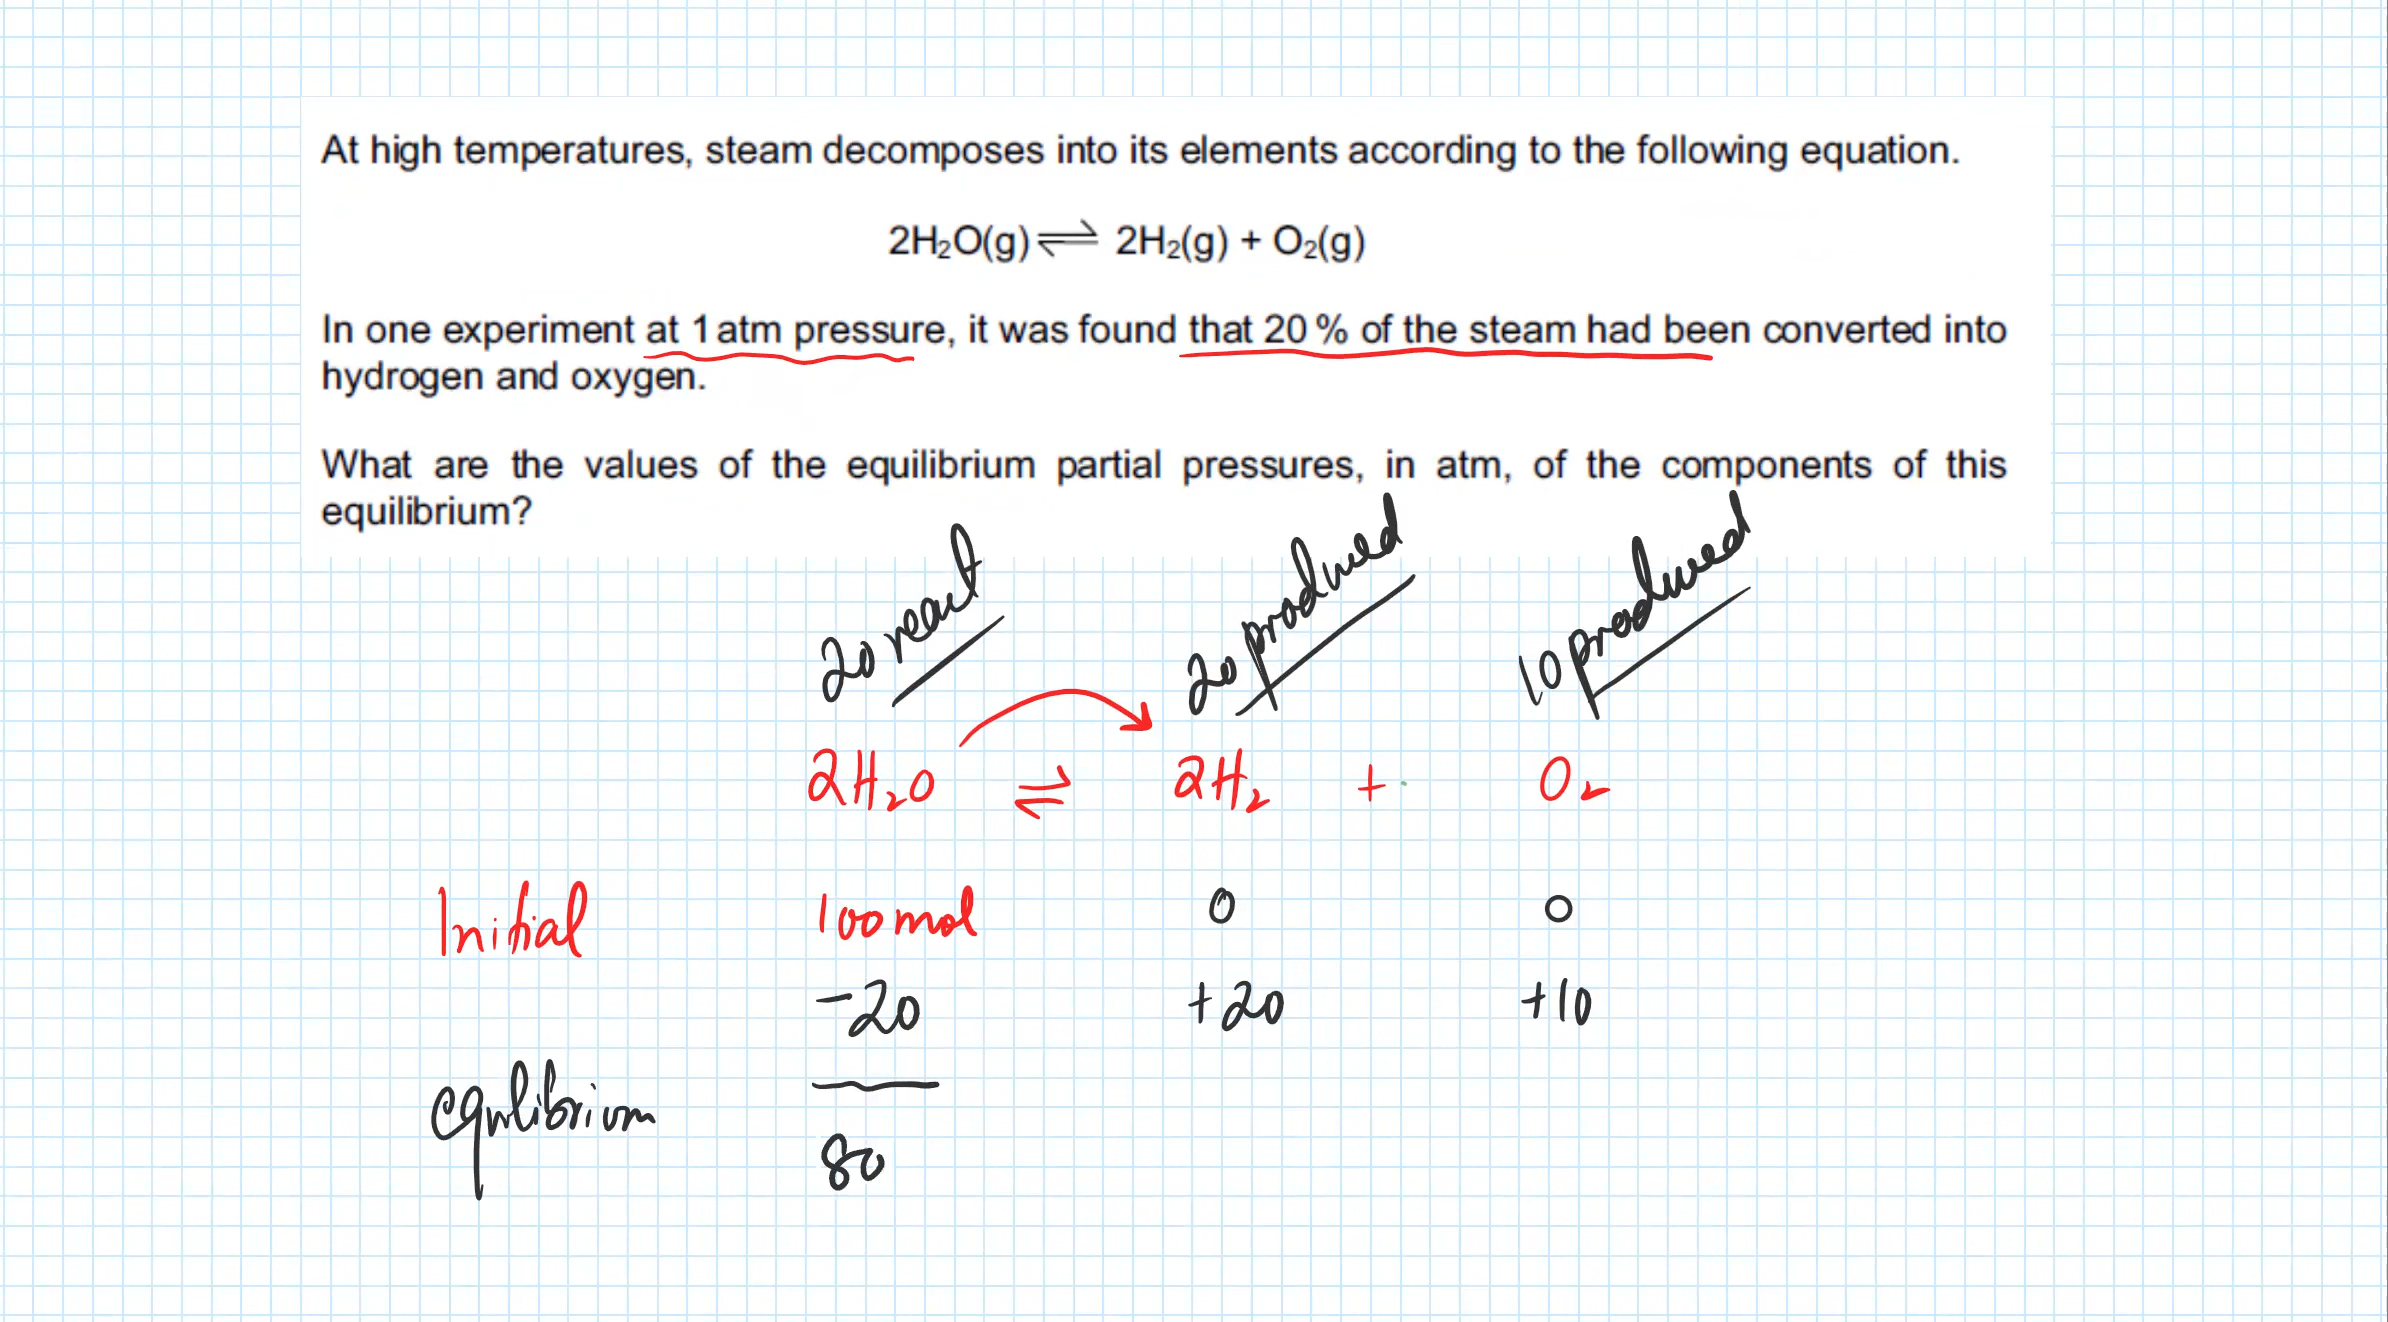 At high temperatures, steam decomposes into its elements according to the following equation.
2H₂O(g) ⇌ 2H₂(g) + O₂(g)
In one experiment at 1 atm pressure, it was found that 20 % of the steam had been converted into
hydrogen and oxygen.
What are the values of the equilibrium partial pressures, in atm, of the components of this
equilibrium?
20 react 20 produced 10 produced
2H₂O ⇌ 2H₂ + O₂
Initial 100 mol 0 0
-20 +20 +10
equlibrium
80